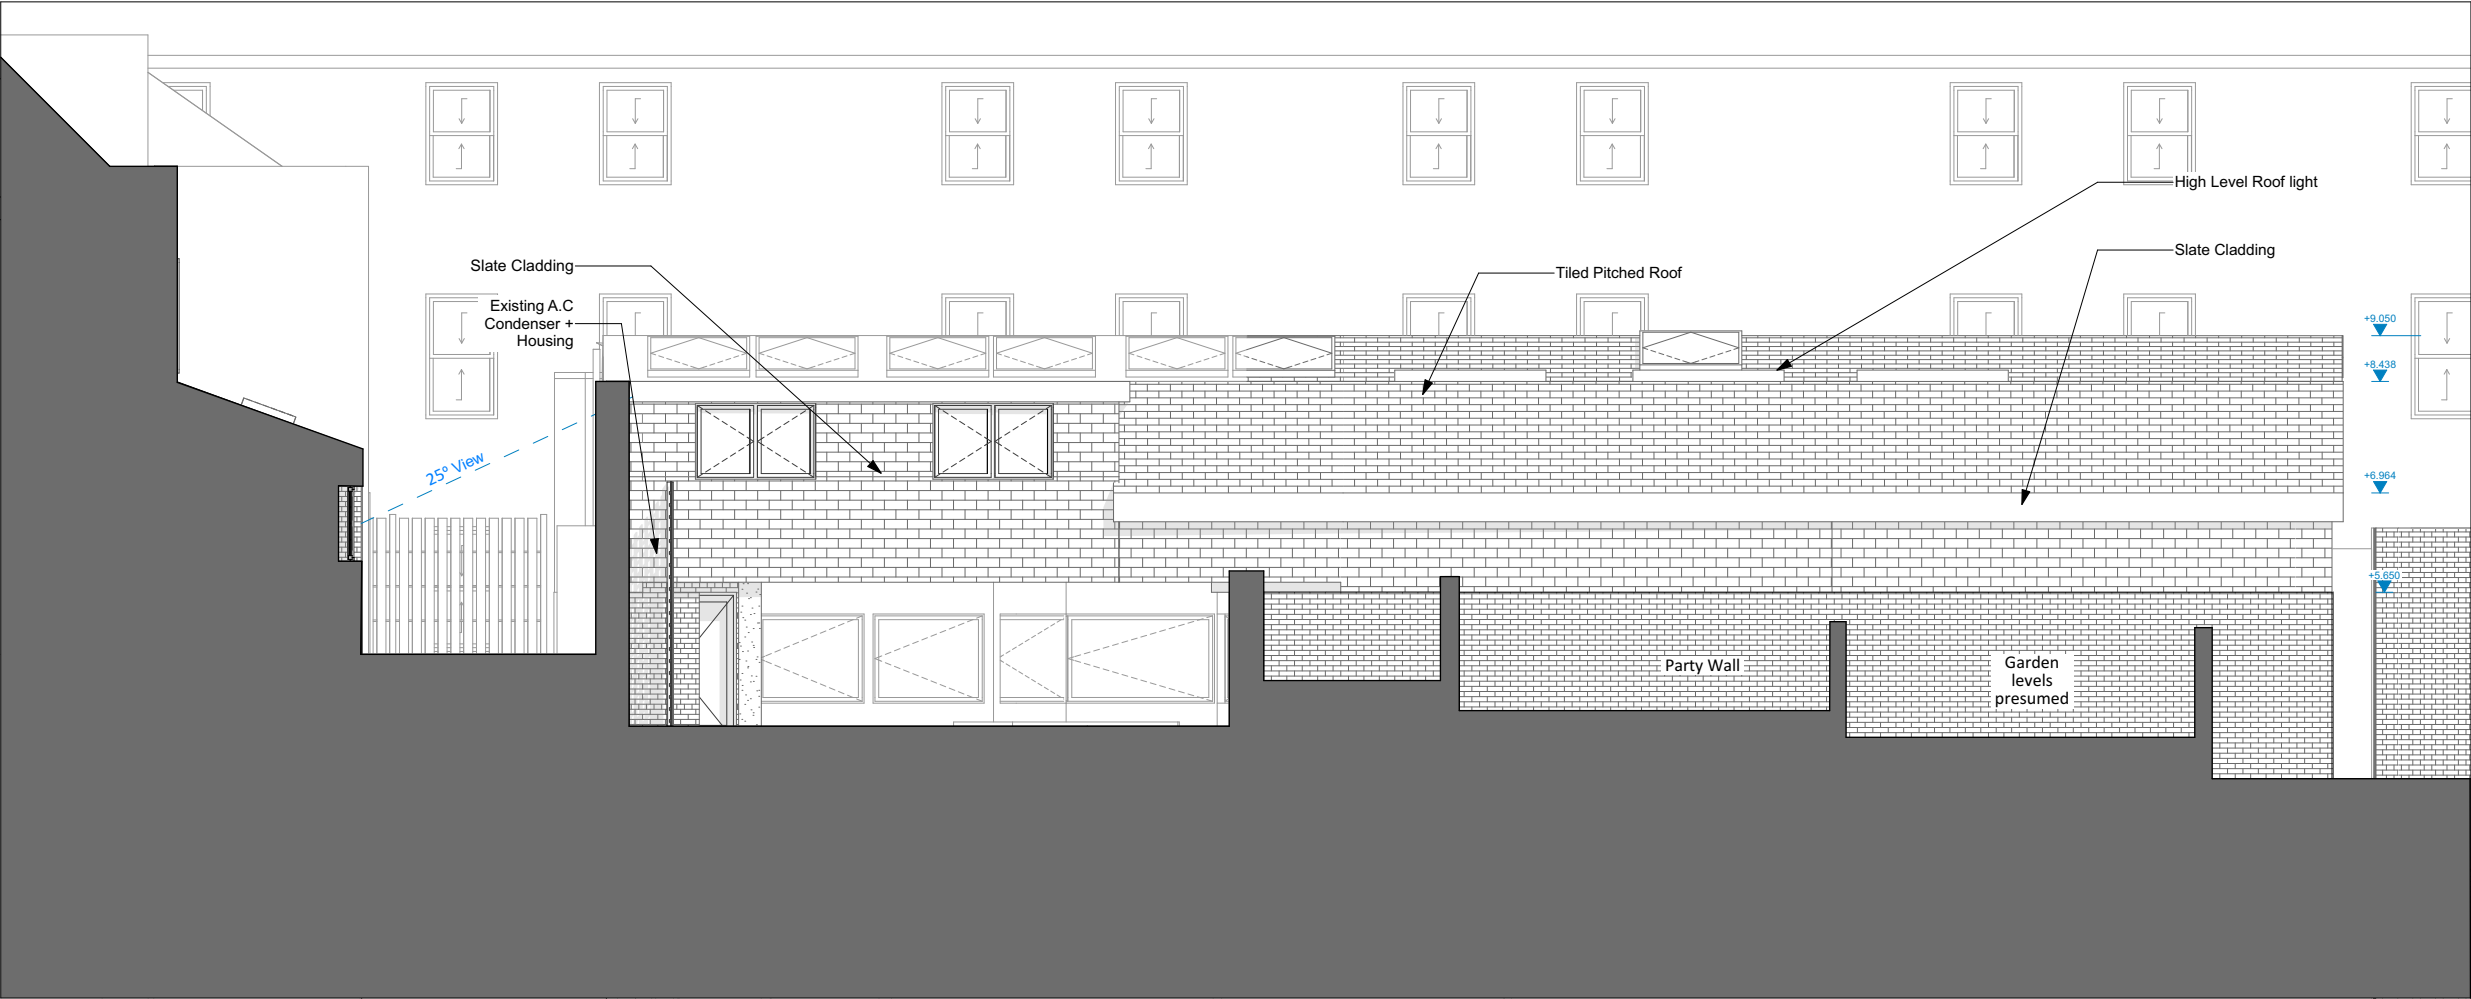 High Level Roof light
Slate Cladding
Slate Cladding
Tiled Pitched Roof
Existing A.C
Condenser +
Housing
+9.050
+8.438
25º View
+6.964
+5.650
Party Wall
Garden
levels
presumed